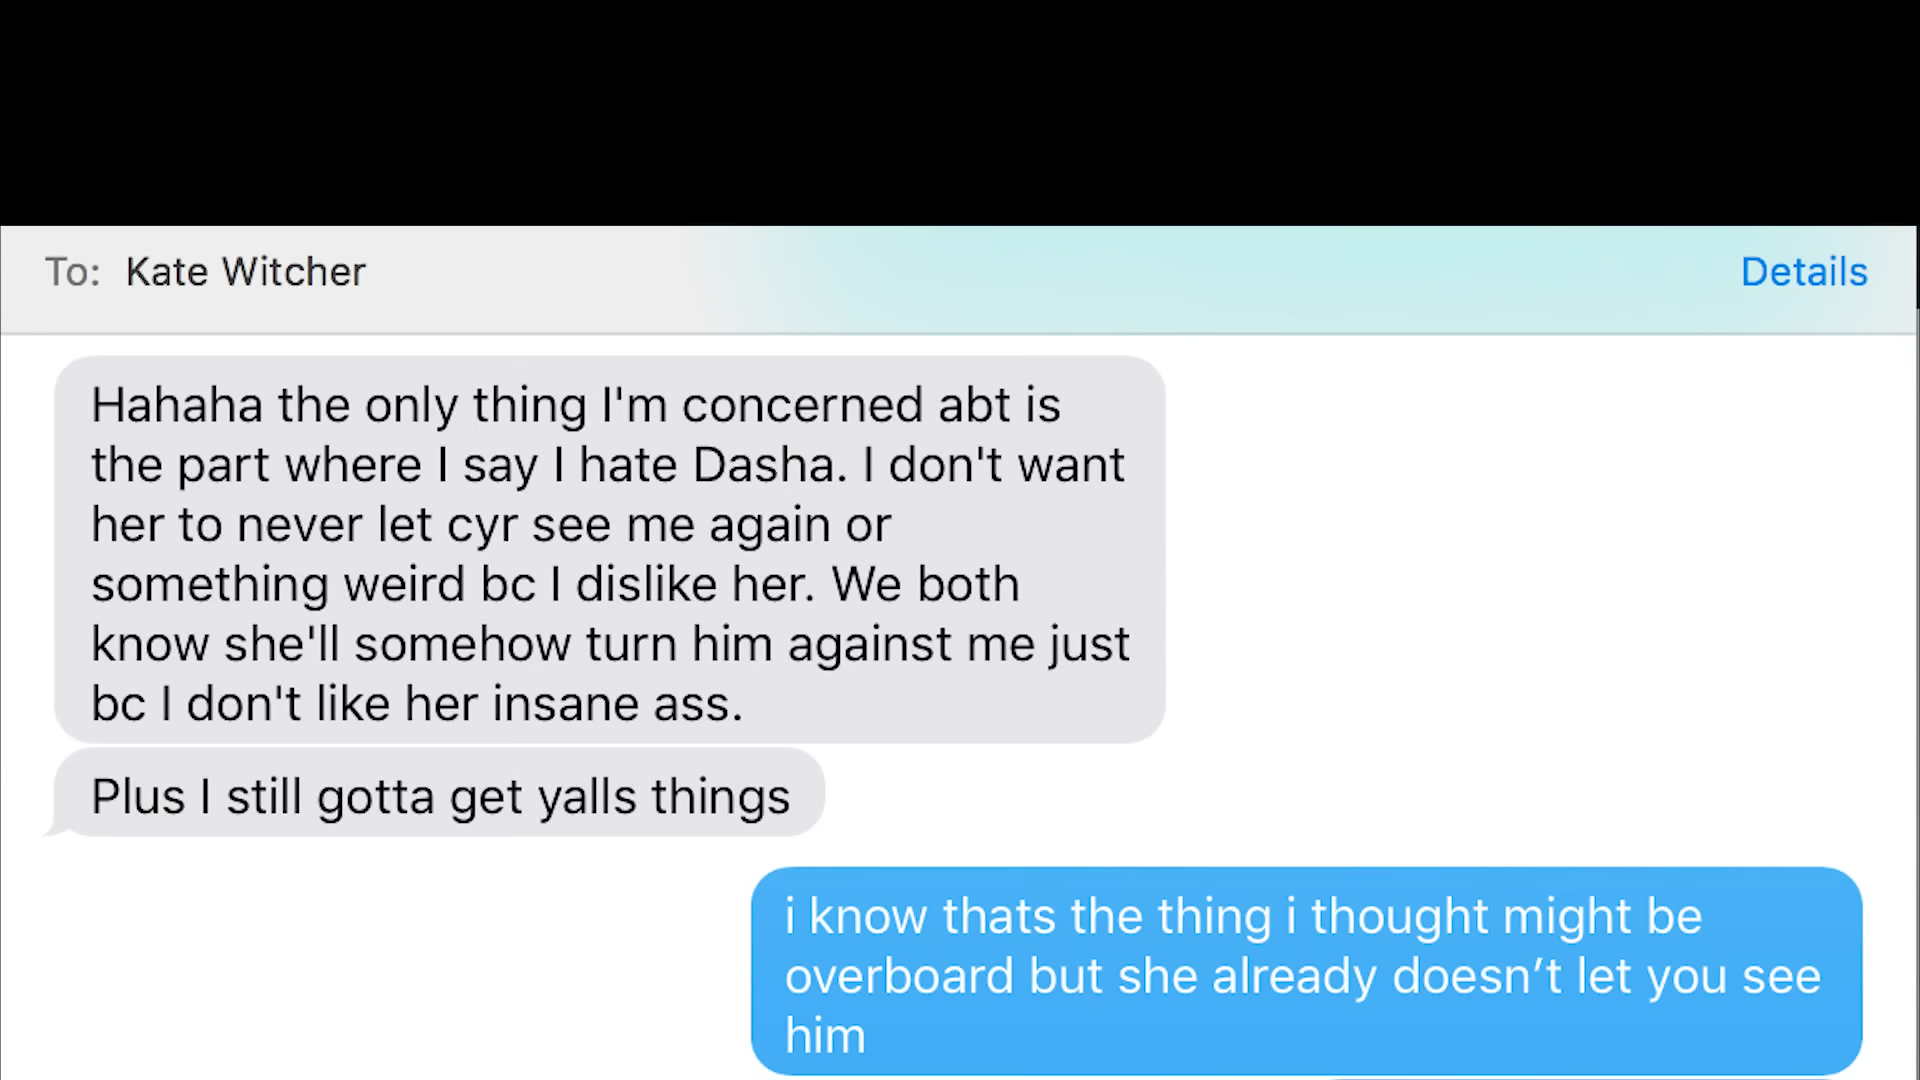 To: Kate Witcher Details
Hahaha the only thing I'm concerned abt is
the part where I say I hate Dasha. I don't want
her to never let cyr see me again or
something weird bc I dislike her. We both
know she'll somehow turn him against me just
bc I don't like her insane ass.
Plus I still gotta get yalls things
i know thats the thing i thought might be
overboard but she already doesn’t let you see
him